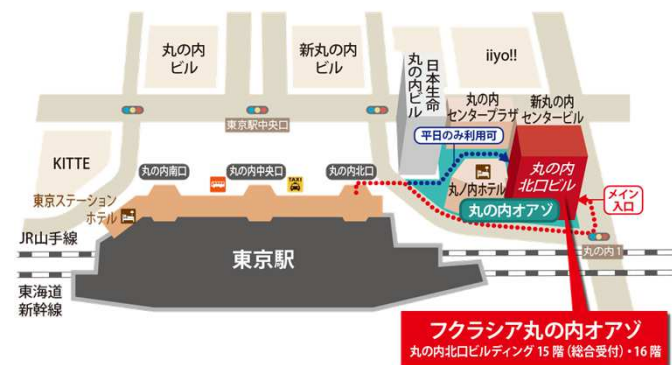 丸の内
ビル
新丸の内
ビル
日本生命
丸の内ビル
iiyo!!
丸の内
センタープラザ
新丸の内
センタービル
東京駅中央口
平日のみ利用可
KITTE
丸の内南口
丸の内中央口
丸の内北口
TAXI
丸ノ内ホテル
丸の内
北口ビル
メイン
入口
東京ステーション
ホテル
丸の内オアゾ
JR山手線
丸の内1
東京駅
東海道
新幹線
フクラシア丸の内オアゾ
丸の内北口ビルディング 15階(総合受付)・16階